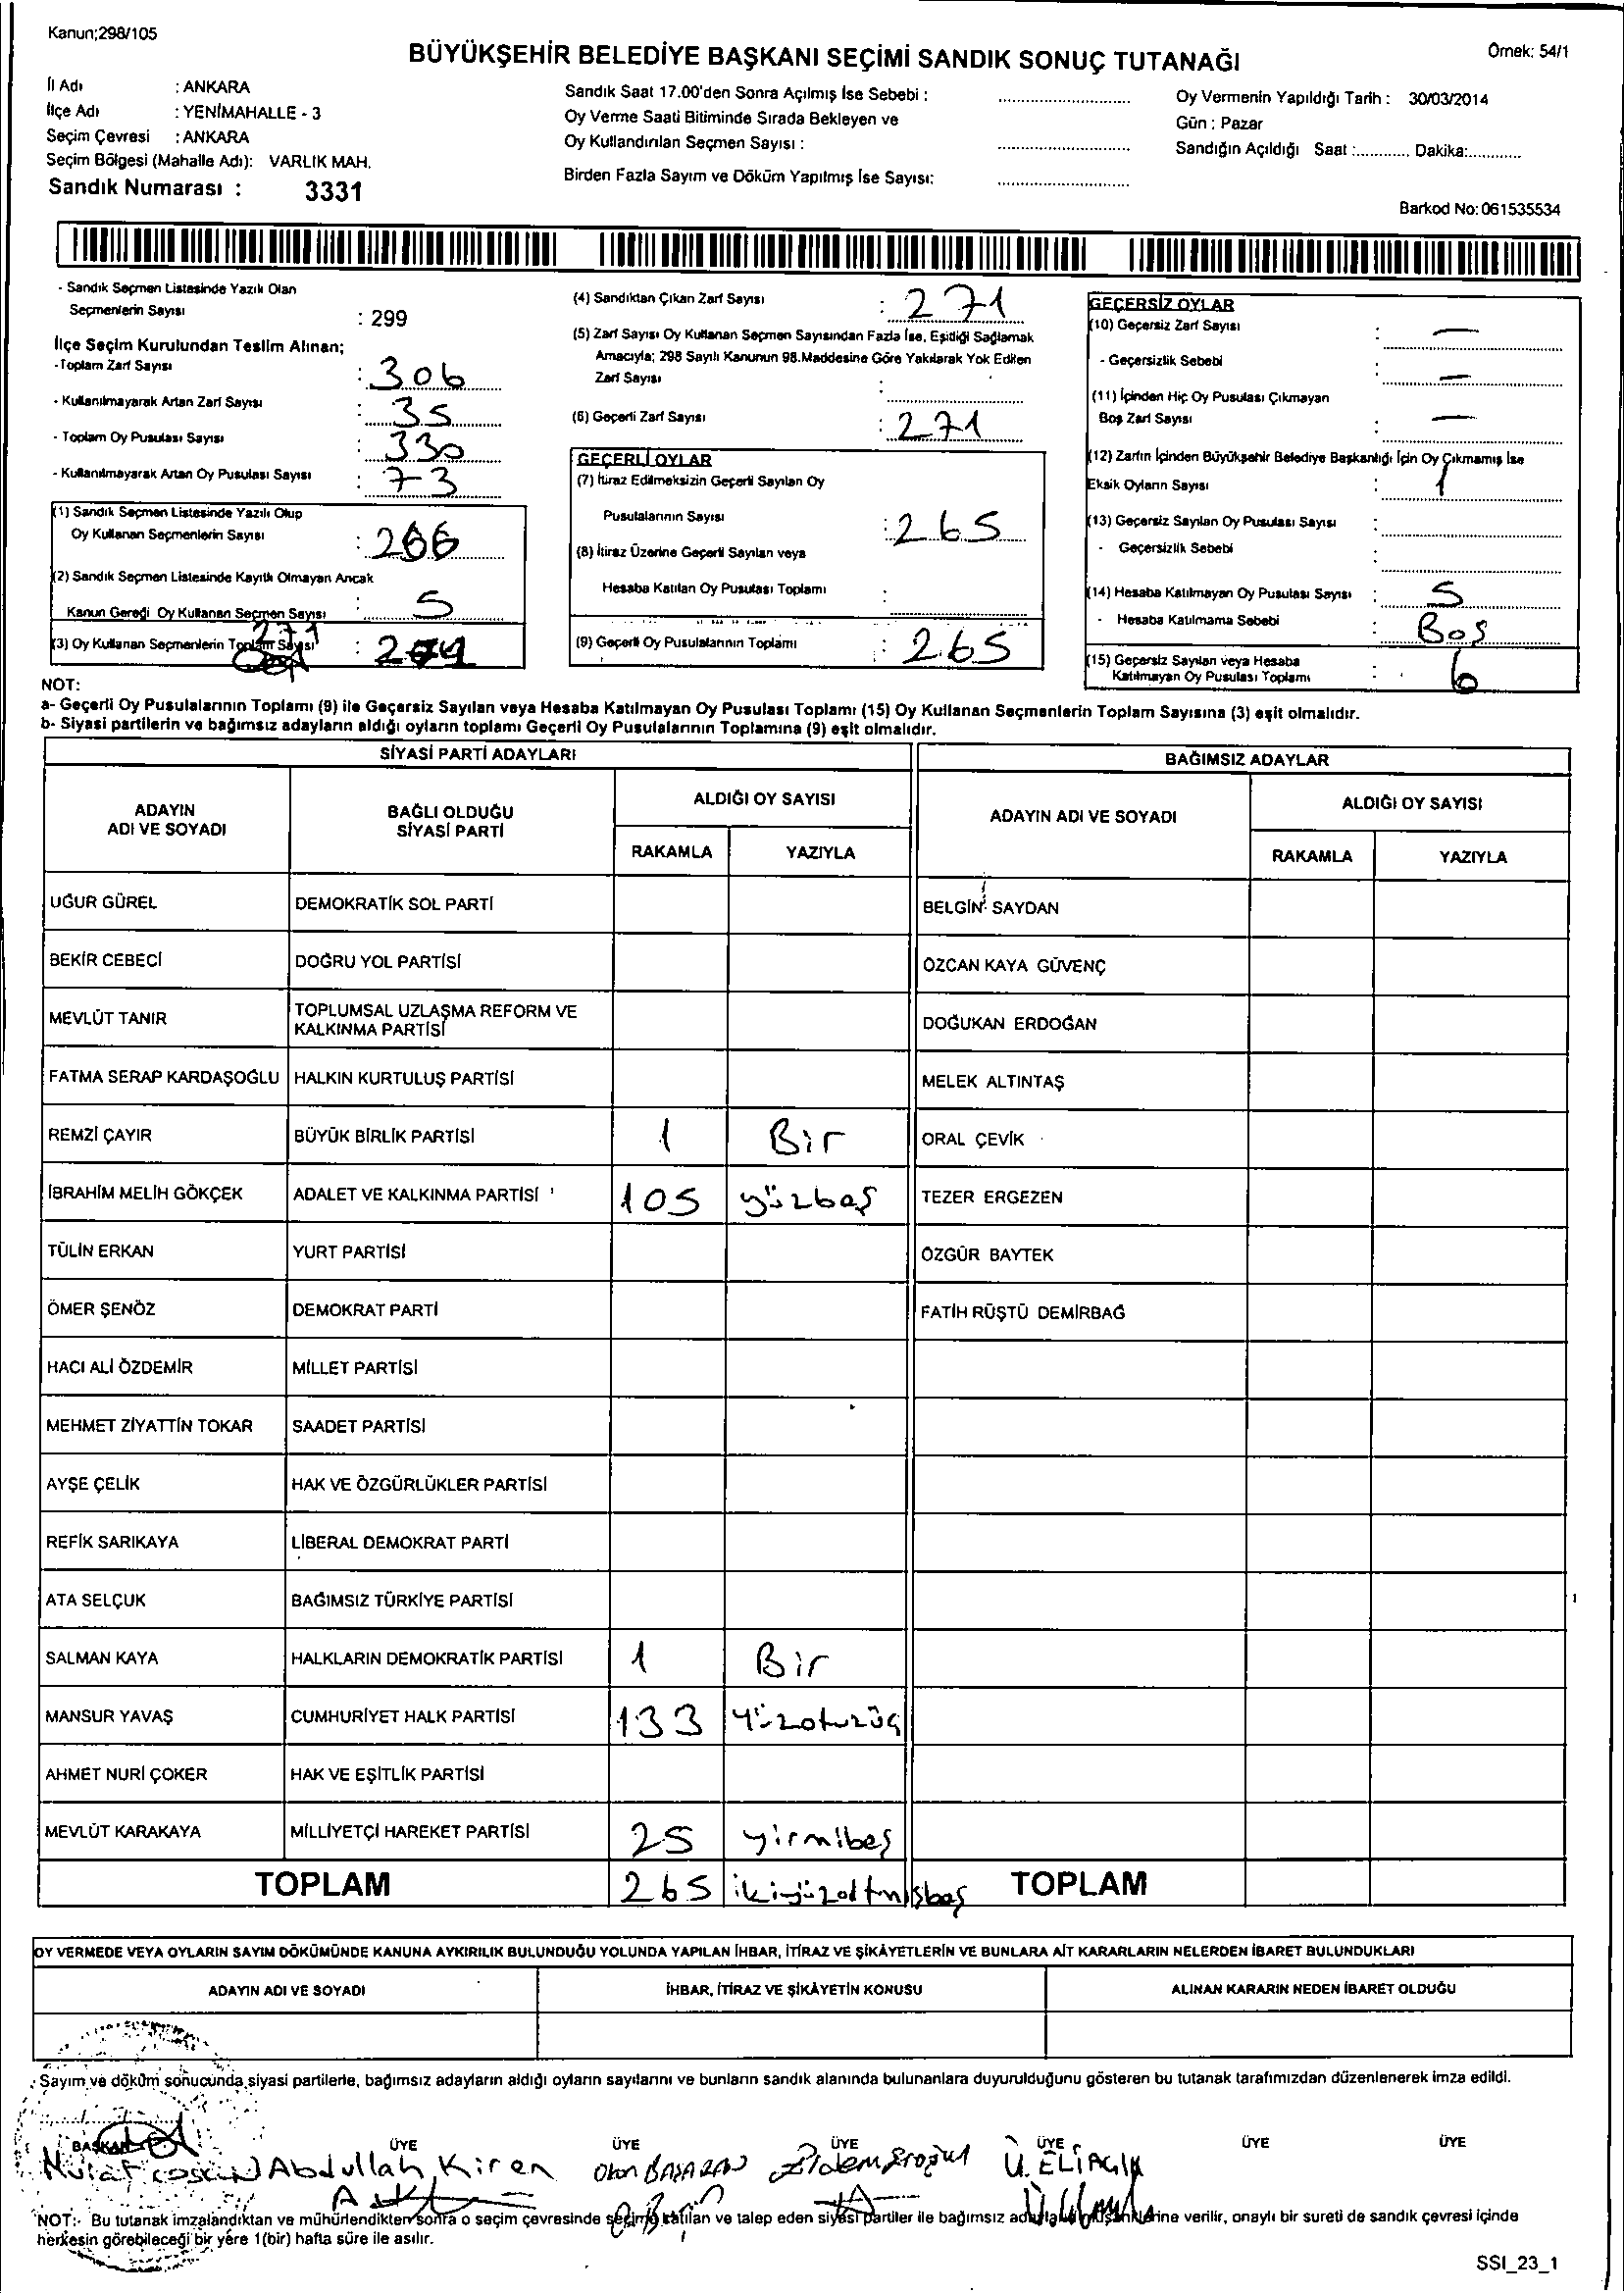 Kanun;298/105
BÜYÜKŞEHİR BELEDİYE BAŞKANI SEÇİMİ SANDIK SONUÇ TUTANAĞI
Örnek: 54/1
İl Adı : ANKARA
İlçe Adı : YENİMAHALLE - 3
Seçim Çevresi : ANKARA
Seçim Bölgesi (Mahalle Adı): VARLIK MAH.
Sandık Numarası : 3331
Sandık Saat 17.00'den Sonra Açılmış İse Sebebi :
Oy Verme Saati Bitiminde Sırada Bekleyen ve
Oy Kullandırılan Seçmen Sayısı :
Birden Fazla Sayım ve Döküm Yapılmış İse Sayısı:
Oy Vermenin Yapıldığı Tarih : 30/03/2014
Gün : Pazar
Sandığın Açıldığı Saat :............ Dakika:............
Barkod No: 061535534
- Sandık Seçmen Listesinde Yazılı Olan
Seçmenlerin Sayısı : 299
İlçe Seçim Kurulundan Teslim Alınan;
- Toplam Zarf Sayısı : 306
- Kullanılmayarak Artan Zarf Sayısı : 35
- Toplam Oy Pusulası Sayısı : 330
- Kullanılmayarak Artan Oy Pusulası Sayısı : 73
(1) Sandık Seçmen Listesinde Yazılı Olup
Oy Kullanan Seçmenlerin Sayısı : 266
(2) Sandık Seçmen Listesinde Kayıtlı Olmayan Ancak
Kanun Gereği Oy Kullanan Seçmen Sayısı : 5
(3) Oy Kullanan Seçmenlerin Toplam Sayısı : 271
(4) Sandıktan Çıkan Zarf Sayısı : 271
(5) Zarf Sayısı Oy Kullanan Seçmen Sayısından Fazla İse, Eşitliği Sağlamak
Amacıyla; 298 Sayılı Kanunun 98.Maddesine Göre Yakılarak Yok Edilen
Zarf Sayısı :
(6) Geçerli Zarf Sayısı : 271
GEÇERLİ OYLAR
(7) İtiraz Edilmeksizin Geçerli Sayılan Oy
Pusulalarının Sayısı : 265
(8) İtiraz Üzerine Geçerli Sayılan veya
Hesaba Katılan Oy Pusulası Toplamı :
(9) Geçerli Oy Pusulalarının Toplamı : 265
GEÇERSİZ OYLAR
(10) Geçersiz Zarf Sayısı : —
- Geçersizlik Sebebi : —
(11) İçinden Hiç Oy Pusulası Çıkmayan
Boş Zarf Sayısı : —
(12) Zarfın İçinden Büyükşehir Belediye Başkanlığı İçin Oy Çıkmamış İse
Eksik Oyların Sayısı : 1
(13) Geçersiz Sayılan Oy Pusulası Sayısı :
- Geçersizlik Sebebi :
(14) Hesaba Katılmayan Oy Pusulası Sayısı : 5
- Hesaba Katılmama Sebebi : Boş
(15) Geçersiz Sayılan veya Hesaba
Katılmayan Oy Pusulası Toplamı : 6
NOT:
a- Geçerli Oy Pusulalarının Toplamı (9) ile Geçersiz Sayılan veya Hesaba Katılmayan Oy Pusulası Toplamı (15) Oy Kullanan Seçmenlerin Toplam Sayısına (3) eşit olmalıdır.
b- Siyasi partilerin ve bağımsız adayların aldığı oyların toplamı Geçerli Oy Pusulalarının Toplamına (9) eşit olmalıdır.
SİYASİ PARTİ ADAYLARI
BAĞIMSIZ ADAYLAR
ADAYIN ADI VE SOYADI
BAĞLI OLDUĞU SİYASİ PARTİ
ALDIĞI OY SAYISI
RAKAMLA YAZIYLA
ADAYIN ADI VE SOYADI
ALDIĞI OY SAYISI
RAKAMLA YAZIYLA
UĞUR GÜREL DEMOKRATİK SOL PARTİ BELGİN SAYDAN
BEKİR CEBECİ DOĞRU YOL PARTİSİ ÖZCAN KAYA GÜVENÇ
MEVLÜT TANIR TOPLUMSAL UZLAŞMA REFORM VE KALKINMA PARTİSİ DOĞUKAN ERDOĞAN
FATMA SERAP KARDAŞOĞLU HALKIN KURTULUŞ PARTİSİ MELEK ALTINTAŞ
REMZİ ÇAYIR BÜYÜK BİRLİK PARTİSİ 1 Bir ORAL ÇEVİK
İBRAHİM MELİH GÖKÇEK ADALET VE KALKINMA PARTİSİ 105 yüzbeş TEZER ERGEZEN
TÜLİN ERKAN YURT PARTİSİ ÖZGÜR BAYTEK
ÖMER ŞENÖZ DEMOKRAT PARTİ FATİH RÜŞTÜ DEMİRBAĞ
HACI ALİ ÖZDEMİR MİLLET PARTİSİ
MEHMET ZİYATTİN TOKAR SAADET PARTİSİ
AYŞE ÇELİK HAK VE ÖZGÜRLÜKLER PARTİSİ
REFİK SARIKAYA LİBERAL DEMOKRAT PARTİ
ATA SELÇUK BAĞIMSIZ TÜRKİYE PARTİSİ
SALMAN KAYA HALKLARIN DEMOKRATİK PARTİSİ 1 Bir
MANSUR YAVAŞ CUMHURİYET HALK PARTİSİ 133 Yüzotuzüç
AHMET NURİ ÇOKER HAK VE EŞİTLİK PARTİSİ
MEVLÜT KARAKAYA MİLLİYETÇİ HAREKET PARTİSİ 25 yirmibeş
TOPLAM 265 ikiyüzaltmışbeş TOPLAM
OY VERMEDE VEYA OYLARIN SAYIM DÖKÜMÜNDE KANUNA AYKIRILIK BULUNDUĞU YOLUNDA YAPILAN İHBAR, İTİRAZ VE ŞİKÂYETLERİN VE BUNLARA AİT KARARLARIN NELERDEN İBARET BULUNDUKLARI
ADAYIN ADI VE SOYADI İHBAR, İTİRAZ VE ŞİKÂYETİN KONUSU ALINAN KARARIN NEDEN İBARET OLDUĞU
Sayım ve döküm sonucunda siyasi partilerle, bağımsız adayların aldığı oyların sayılarını ve bunların sandık alanında bulunanlara duyurulduğunu gösteren bu tutanak tarafımızdan düzenlenerek imza edildi.
BAŞKAN ÜYE ÜYE ÜYE ÜYE ÜYE ÜYE
Abdullah Kiren BAŞARAN Ü. ELİAÇIK
NOT:- Bu tutanak imzalandıktan ve mühürlendikten sonra o seçim çevresinde seçime katılan ve talep eden siyasi partiler ile bağımsız verilir, onaylı bir sureti de sandık çevresi içinde
herkesin görebileceği bir yere 1(bir) hafta süre ile asılır.
SSI_23_1